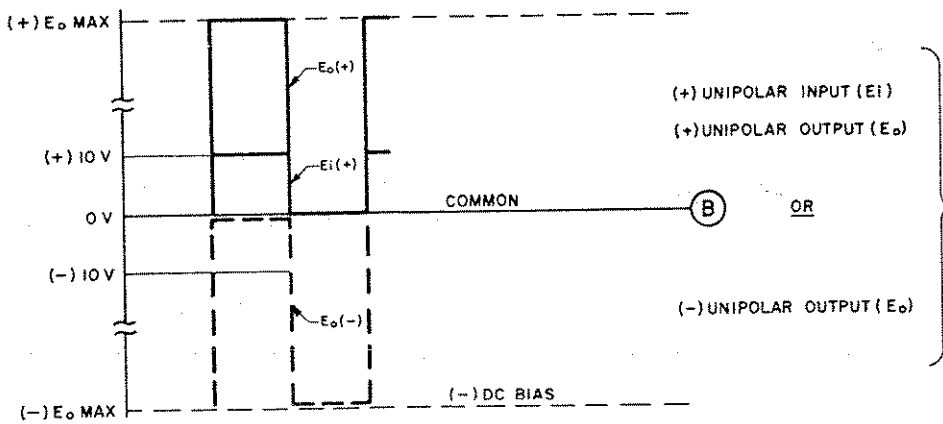 (+) Eo MAX
Eo(+)
(+) UNIPOLAR INPUT (Ei)
(+) UNIPOLAR OUTPUT (Eo)
(+) 10 V
Ei(+)
COMMON
B
OR
0 V
(-) 10 V
Eo(-)
(-) UNIPOLAR OUTPUT (Eo)
(-) DC BIAS
(-) Eo MAX